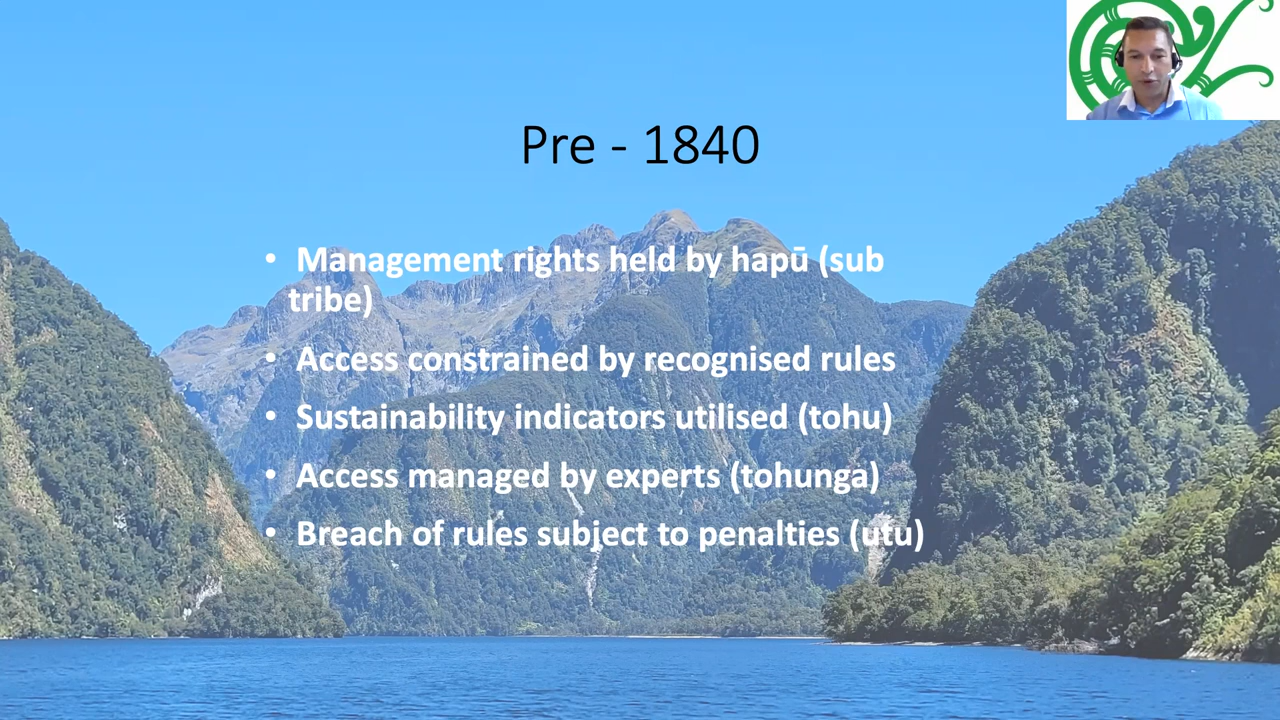 Pre - 1840
• Management rights held by hapū (sub
tribe)
• Access constrained by recognised rules
• Sustainability indicators utilised (tohu)
• Access managed by experts (tohunga)
• Breach of rules subject to penalties (utu)